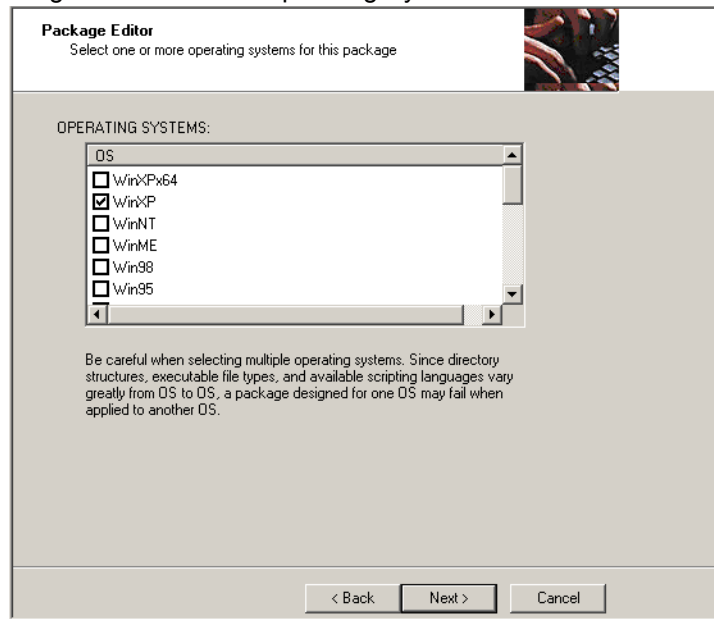 Package Editor
Select one or more operating systems for this package
OPERATING SYSTEMS:
OS
WinXPx64
WinXP
WinNT
WinME
Win98
Win95
Be careful when selecting multiple operating systems. Since directory
structures, executable file types, and available scripting languages vary
greatly from OS to OS, a package designed for one OS may fail when
applied to another OS.
< Back
Next >
Cancel